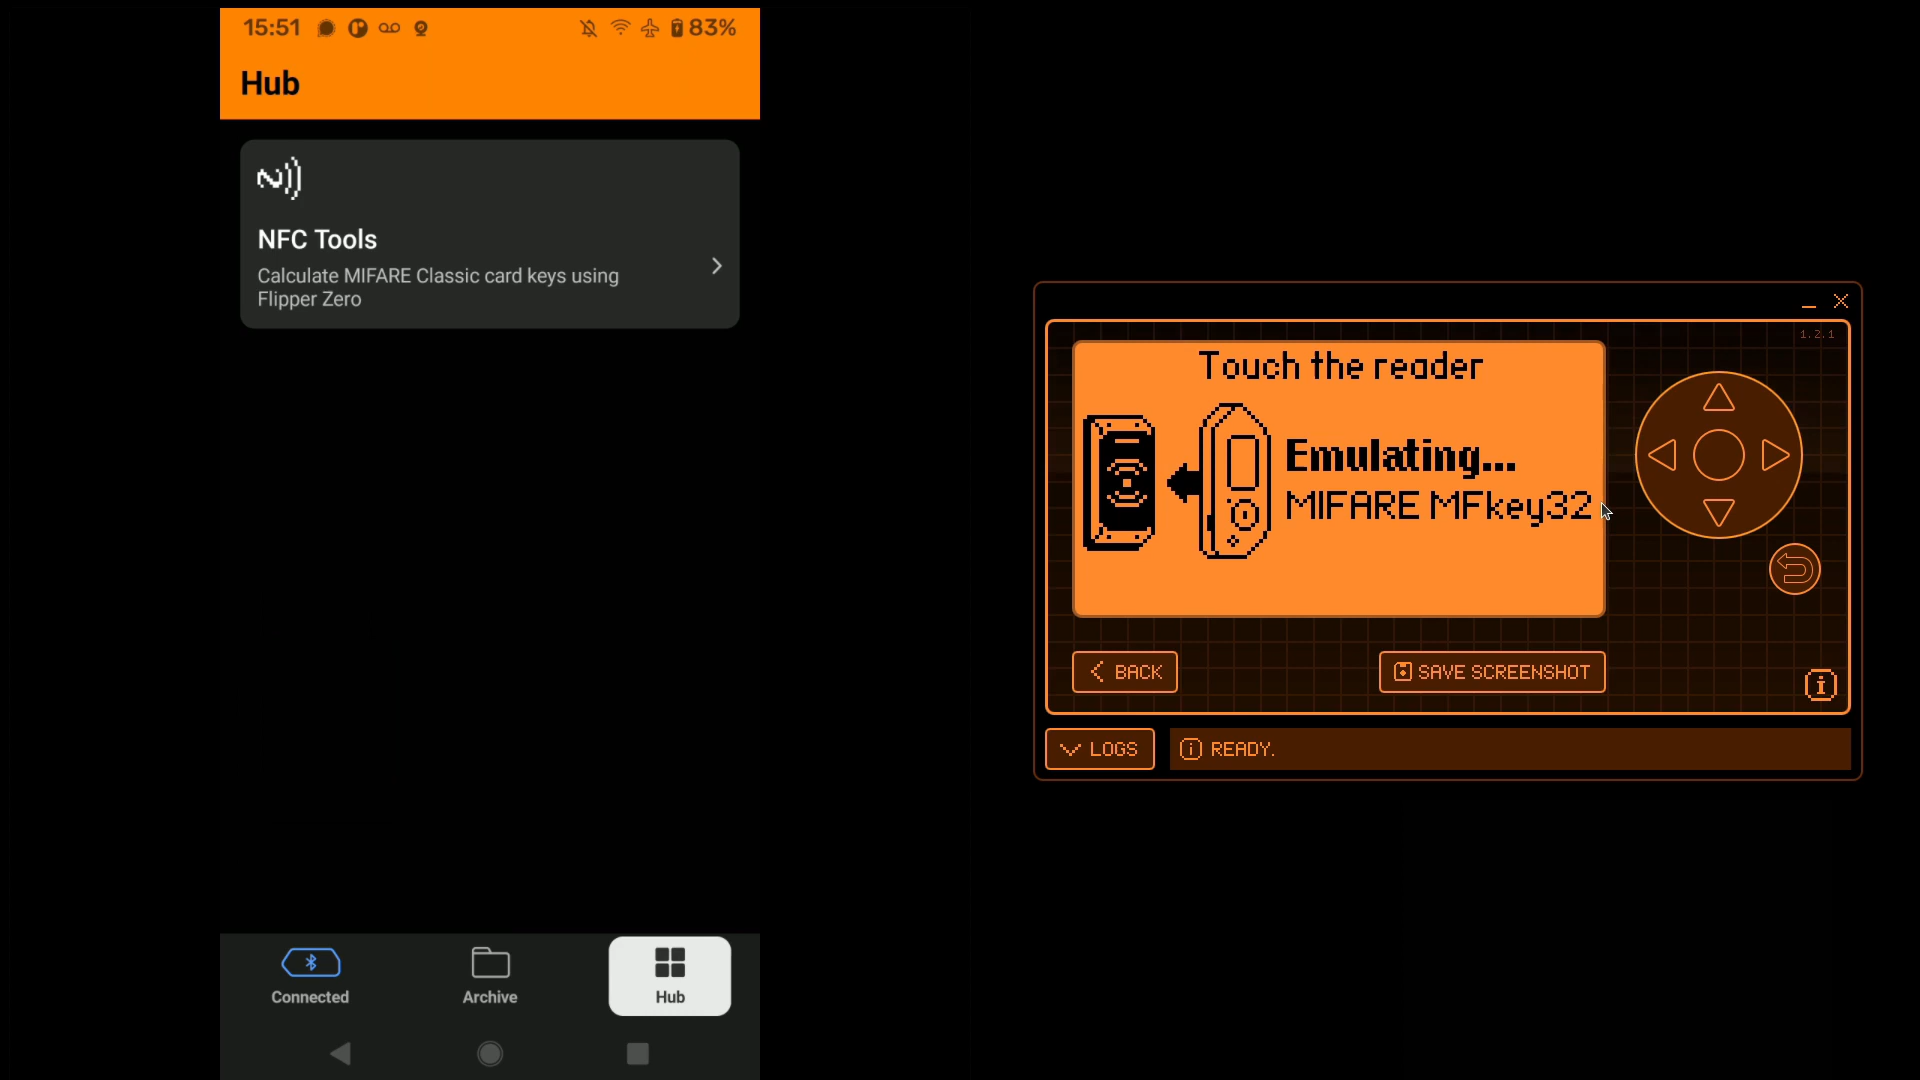 15:51
83%
Hub
NFC Tools
Calculate MIFARE Classic card keys using
Flipper Zero
Connected
Archive
Hub
1.2.1
Touch the reader
Emulating...
MIFARE MFkey32
BACK
SAVE SCREENSHOT
LOGS
READY.